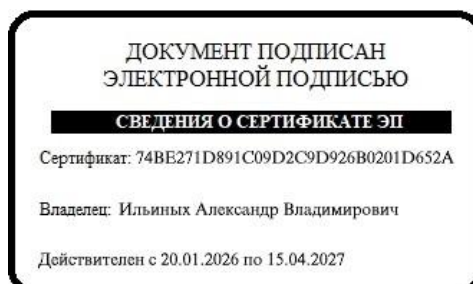 ДОКУМЕНТ ПОДПИСАН
ЭЛЕКТРОННОЙ ПОДПИСЬЮ
СВЕДЕНИЯ О СЕРТИФИКАТЕ ЭП
Сертификат: 74BE271D891C09D2C9D926B0201D652A
Владелец: Ильиных Александр Владимирович
Действителен с 20.01.2026 по 15.04.2027